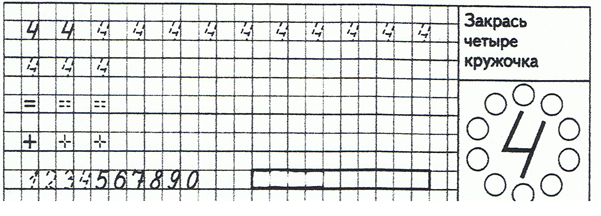 4 4 4 4 4 4 4 4 4 4 4 4
4 4 4
= = =
+ + +
1 2 3 4 5 6 7 8 9 0
Закрась
четыре
кружочка
4